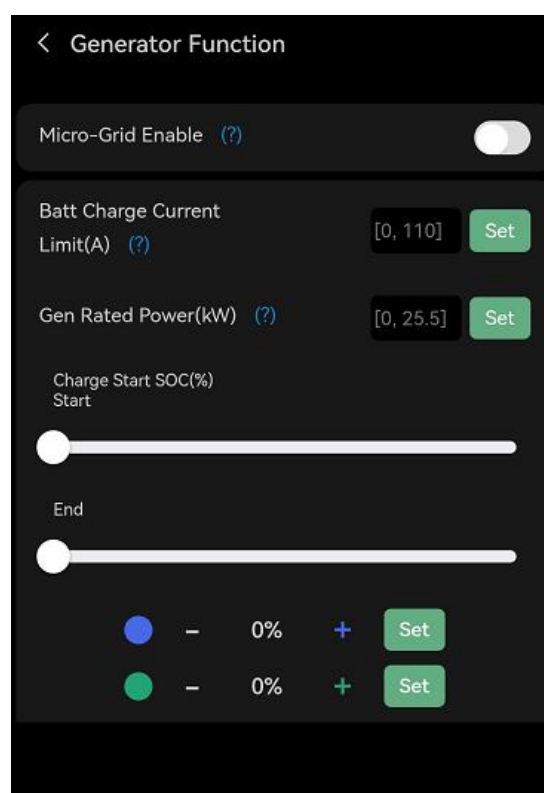 < Generator Function
Micro-Grid Enable (?)
Batt Charge Current
Limit(A) (?)
[0, 110] Set
Gen Rated Power(kW) (?) [0, 25.5] Set
Charge Start SOC(%)
Start
End
– 0% + Set
– 0% + Set